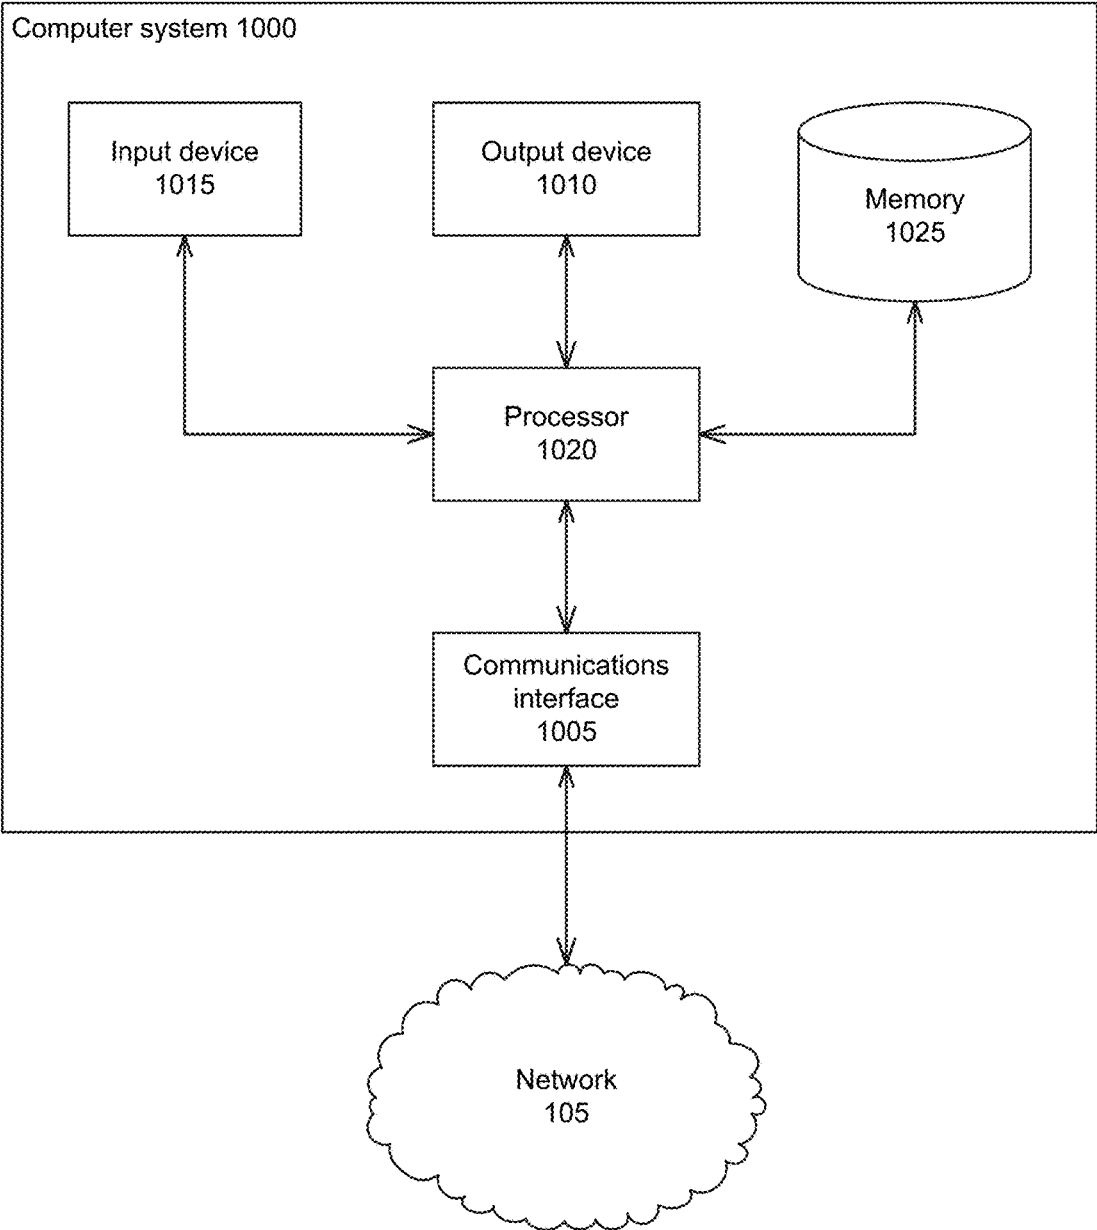 Computer system 1000
Input device
1015
Output device
1010
Memory
1025
Processor
1020
Communications
interface
1005
Network
105